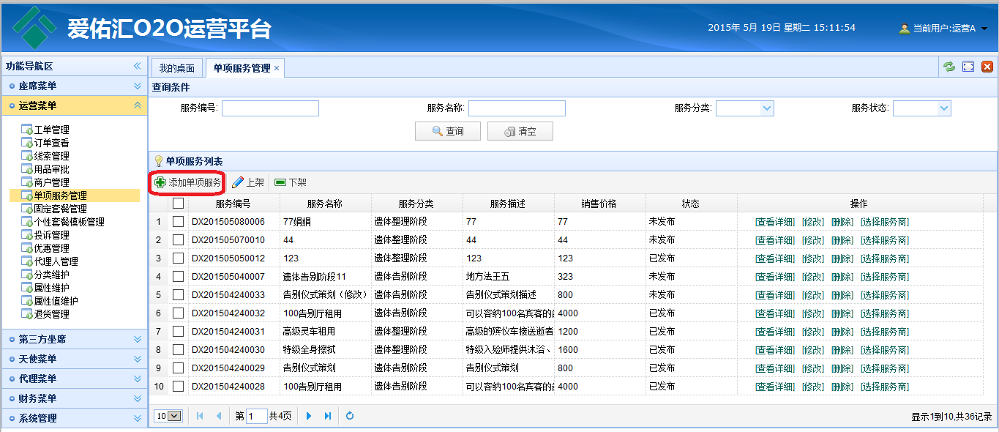 爱佑汇O2O运营平台
2015年 5月 19日 星期二 15:11:54 当前用户:运营A
功能导航区
座席菜单
运营菜单
工单管理
订单查看
线索管理
用品审批
商户管理
单项服务管理
固定套餐管理
个性套餐模板管理
投诉管理
优惠管理
代理人管理
分类维护
属性维护
属性值维护
退货管理
第三方坐席
天使菜单
代理菜单
财务菜单
系统管理
我的桌面 单项服务管理
查询条件
服务编号: 服务名称: 服务分类: 服务状态:
查询 清空
单项服务列表
添加单项服务 上架 下架
服务编号 服务名称 服务分类 服务描述 销售价格 状态 操作
1 DX201505080006 77娟娟 遗体整理阶段 77 77 未发布 [查看详细] [修改] [删除] [选择服务商]
2 DX201505070010 44 遗体整理阶段 44 44 未发布 [查看详细] [修改] [删除] [选择服务商]
3 DX201505050012 123 遗体整理阶段 123 123 已发布 [查看详细] [修改] [删除] [选择服务商]
4 DX201505040007 遗体告别阶段11 遗体告别阶段 地方法王五 323 未发布 [查看详细] [修改] [删除] [选择服务商]
5 DX201504240033 告别仪式策划（修改） 遗体告别阶段 告别仪式策划描述 800 未发布 [查看详细] [修改] [删除] [选择服务商]
6 DX201504240032 100告别厅租用 遗体告别阶段 可以容纳100名宾客的 4000 已发布 [查看详细] [修改] [删除] [选择服务商]
7 DX201504240031 高级灵车租用 遗体告别阶段 高级的殡仪车接送逝者 1200 已发布 [查看详细] [修改] [删除] [选择服务商]
8 DX201504240030 特级全身擦拭 遗体告别阶段 特级入殓师提供沐浴、 1600 已发布 [查看详细] [修改] [删除] [选择服务商]
9 DX201504240029 告别仪式策划 遗体告别阶段 告别仪式策划 800 已发布 [查看详细] [修改] [删除] [选择服务商]
10 DX201504240028 100告别厅租用 遗体告别阶段 可以容纳100名宾客的 4000 已发布 [查看详细] [修改] [删除] [选择服务商]
10 第 1 共4页 显示1到10,共36记录